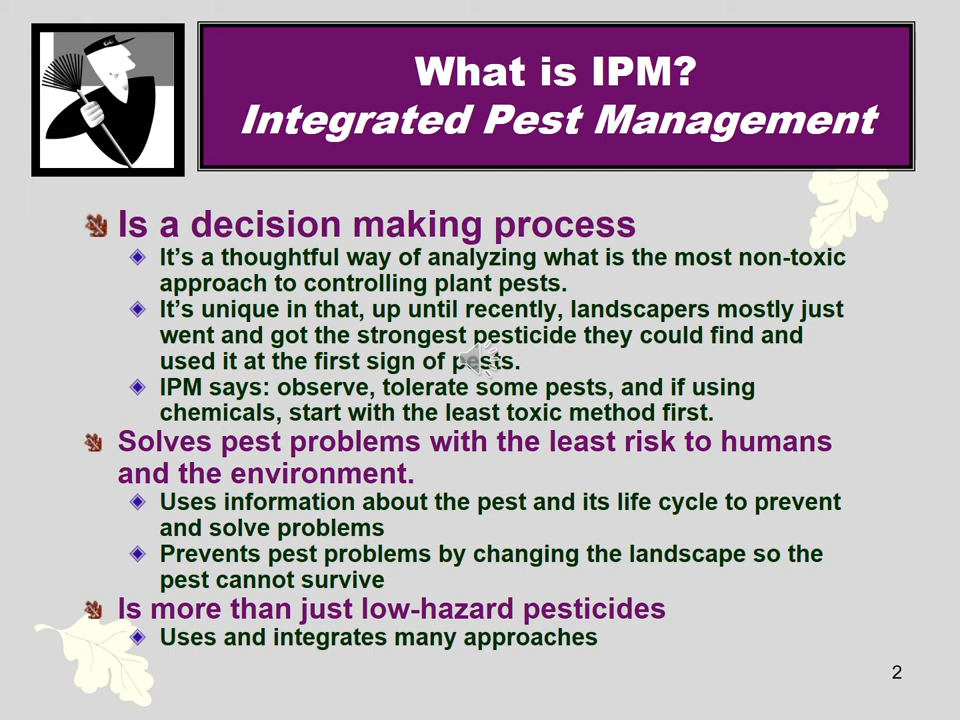 What is IPM?
Integrated Pest Management
Is a decision making process
It's a thoughtful way of analyzing what is the most non-toxic
approach to controlling plant pests.
It's unique in that, up until recently, landscapers mostly just
went and got the strongest pesticide they could find and
used it at the first sign of pests.
IPM says: observe, tolerate some pests, and if using
chemicals, start with the least toxic method first.
Solves pest problems with the least risk to humans
and the environment.
Uses information about the pest and its life cycle to prevent
and solve problems
Prevents pest problems by changing the landscape so the
pest cannot survive
Is more than just low-hazard pesticides
Uses and integrates many approaches
2